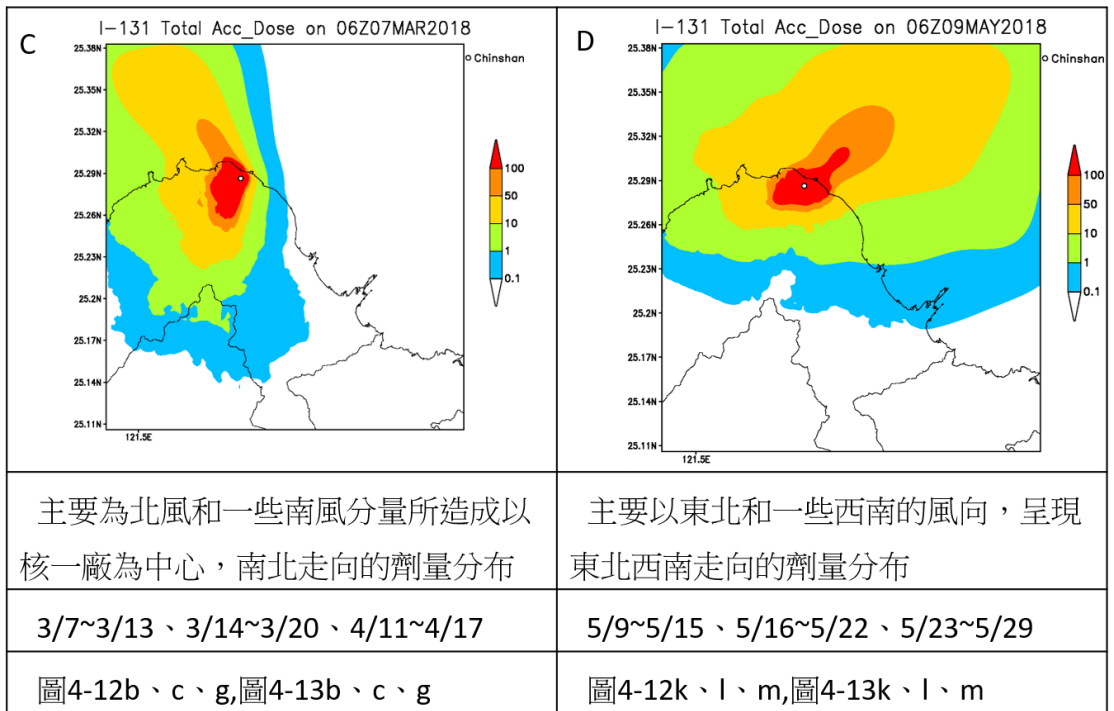 C
I-131 Total Acc_Dose on 06Z07MAR2018
25.38N
25.35N
25.32N
25.29N
25.26N
25.23N
25.2N
25.17N
25.14N
25.11N
121.5E
Chinshan
100
50
10
1
0.1
D
I-131 Total Acc_Dose on 06Z09MAY2018
25.38N
25.35N
25.32N
25.29N
25.26N
25.23N
25.2N
25.17N
25.14N
25.11N
121.5E
Chinshan
100
50
10
1
0.1
主要為北風和一些南風分量所造成以
核一廠為中心，南北走向的劑量分布
主要以東北和一些西南的風向，呈現
東北西南走向的劑量分布
3/7~3/13、3/14~3/20、4/11~4/17
5/9~5/15、5/16~5/22、5/23~5/29
圖4-12b、c、g,圖4-13b、c、g
圖4-12k、l、m,圖4-13k、l、m